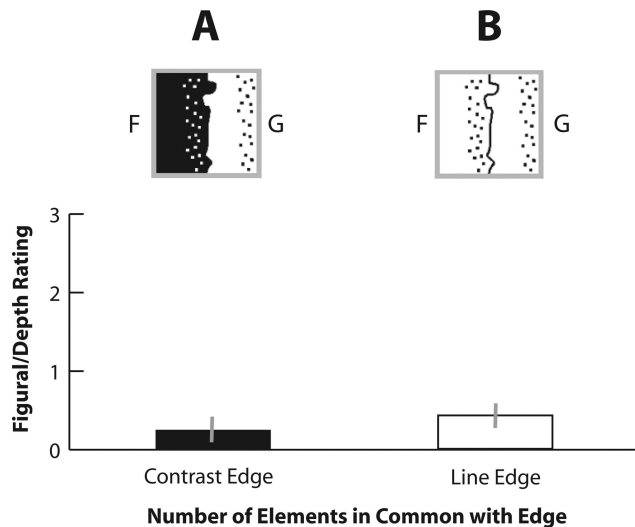 A
B
F
G
F
G
Figural/Depth Rating
3
2
1
0
Contrast Edge
Line Edge
Number of Elements in Common with Edge